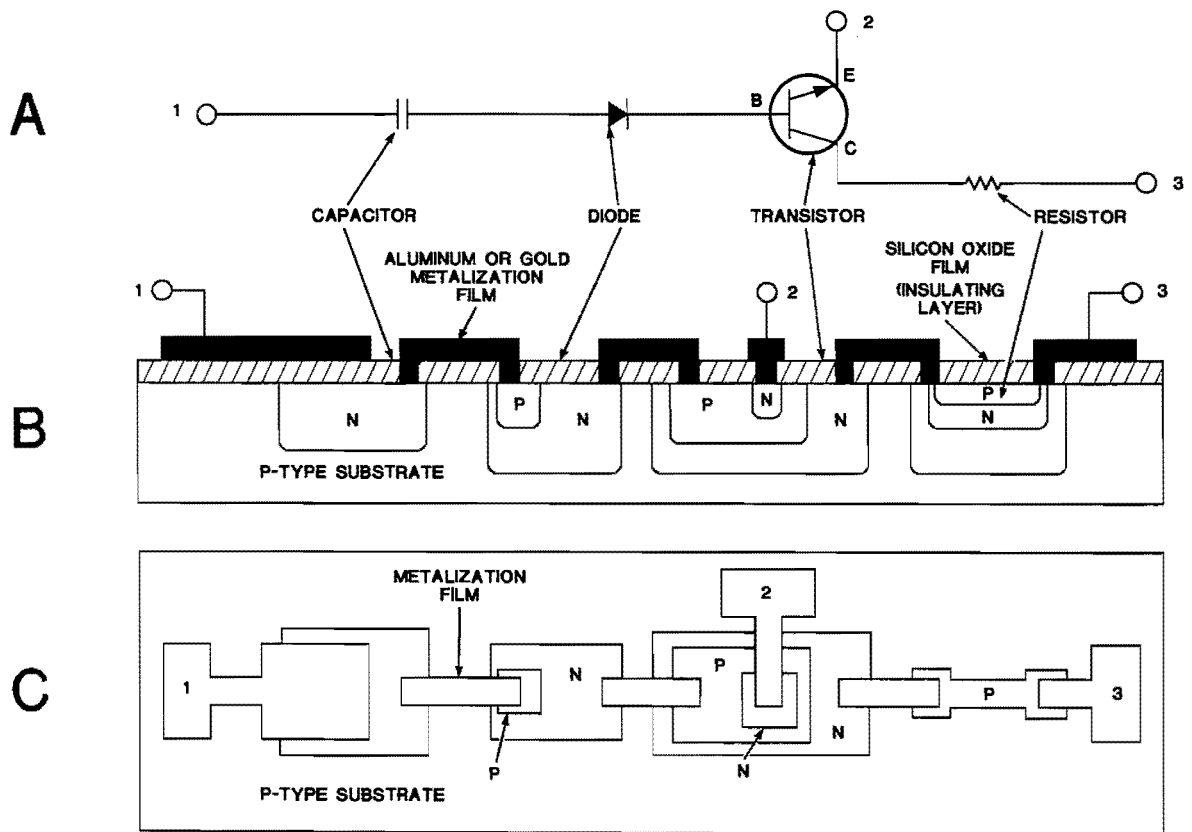 A
1
2
E
B
C
3
CAPACITOR
DIODE
TRANSISTOR
RESISTOR
ALUMINUM OR GOLD
METALIZATION
FILM
SILICON OXIDE
FILM
(INSULATING
LAYER)
1
2
3
B
N
P
N
P
N
N
P
N
P-TYPE SUBSTRATE
C
METALIZATION
FILM
1
2
N
P
P
3
N
P
N
P-TYPE SUBSTRATE